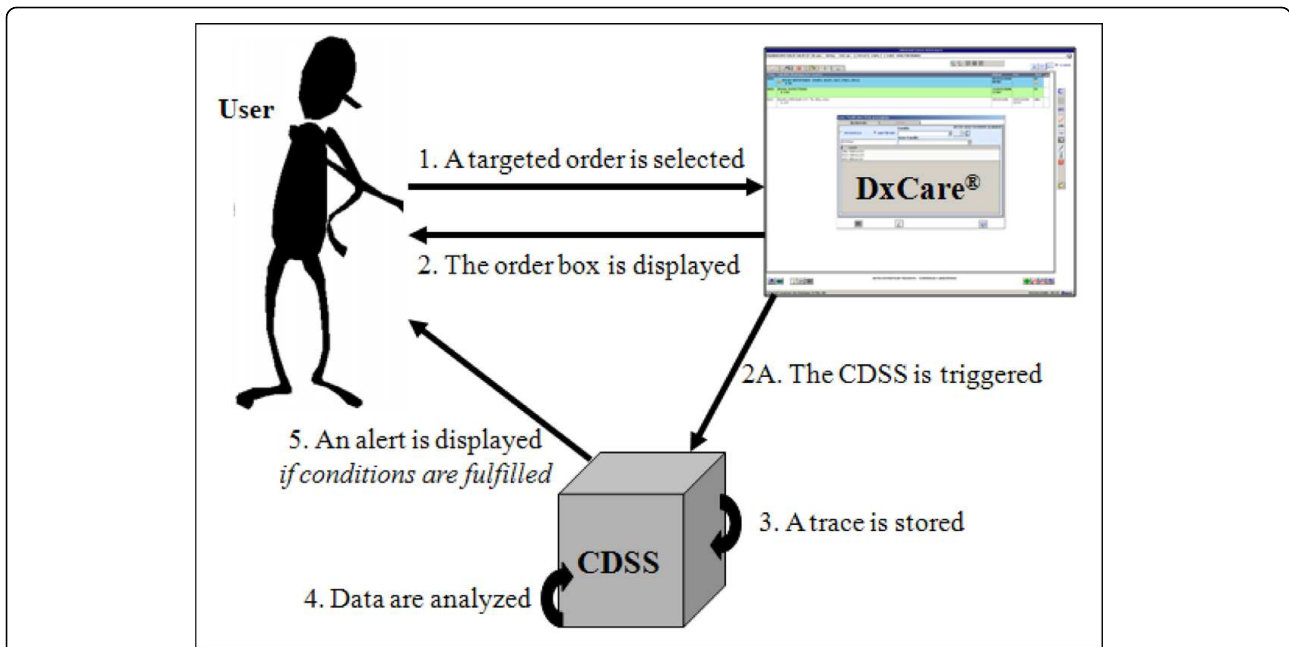 User
1. A targeted order is selected
DxCare®
2. The order box is displayed
2A. The CDSS is triggered
5. An alert is displayed
if conditions are fulfilled
3. A trace is stored
CDSS
4. Data are analyzed